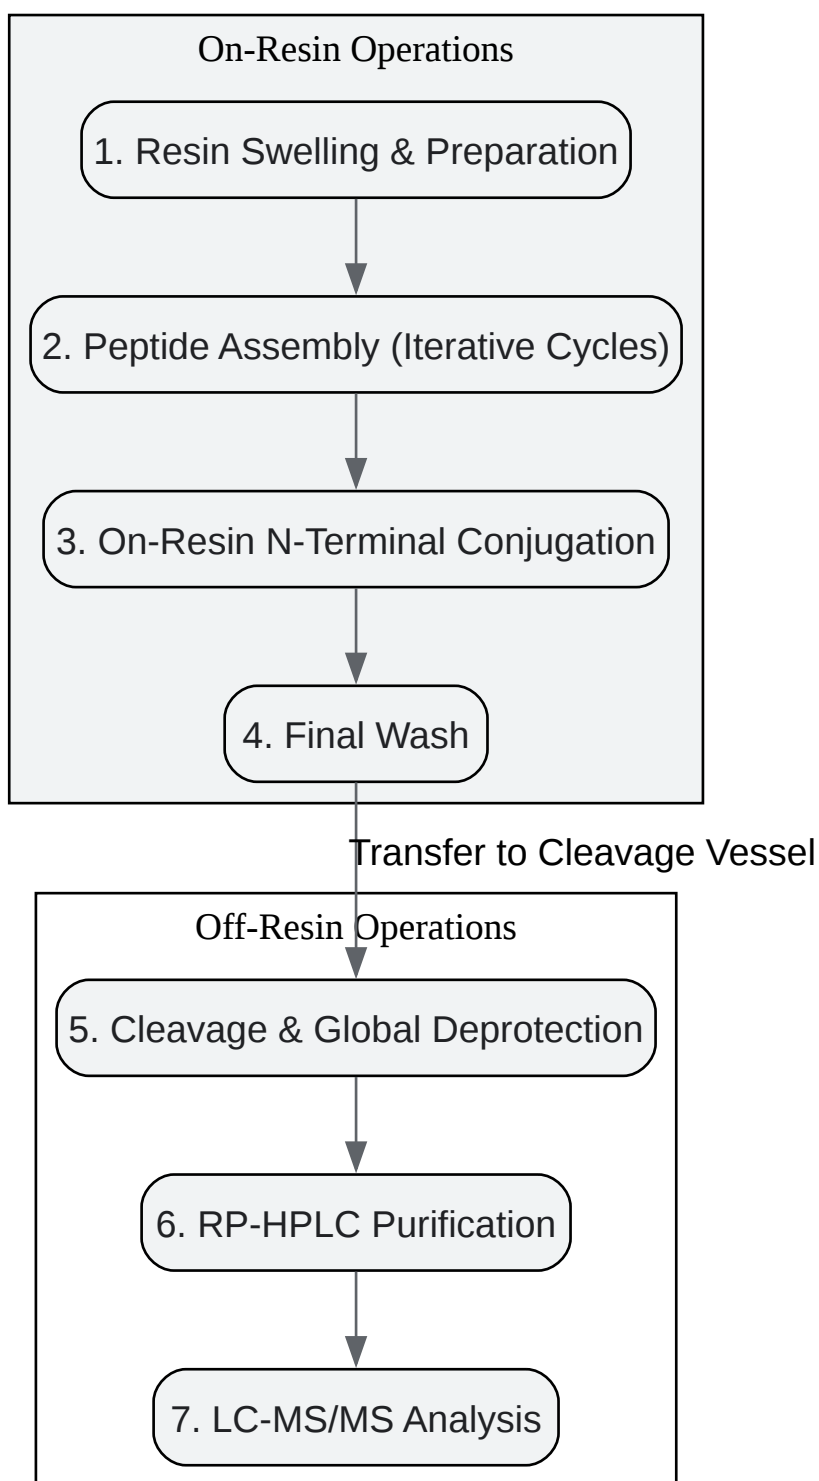 On-Resin Operations
1. Resin Swelling & Preparation
2. Peptide Assembly (Iterative Cycles)
3. On-Resin N-Terminal Conjugation
4. Final Wash
Transfer to Cleavage Vessel
Off-Resin Operations
5. Cleavage & Global Deprotection
6. RP-HPLC Purification
7. LC-MS/MS Analysis